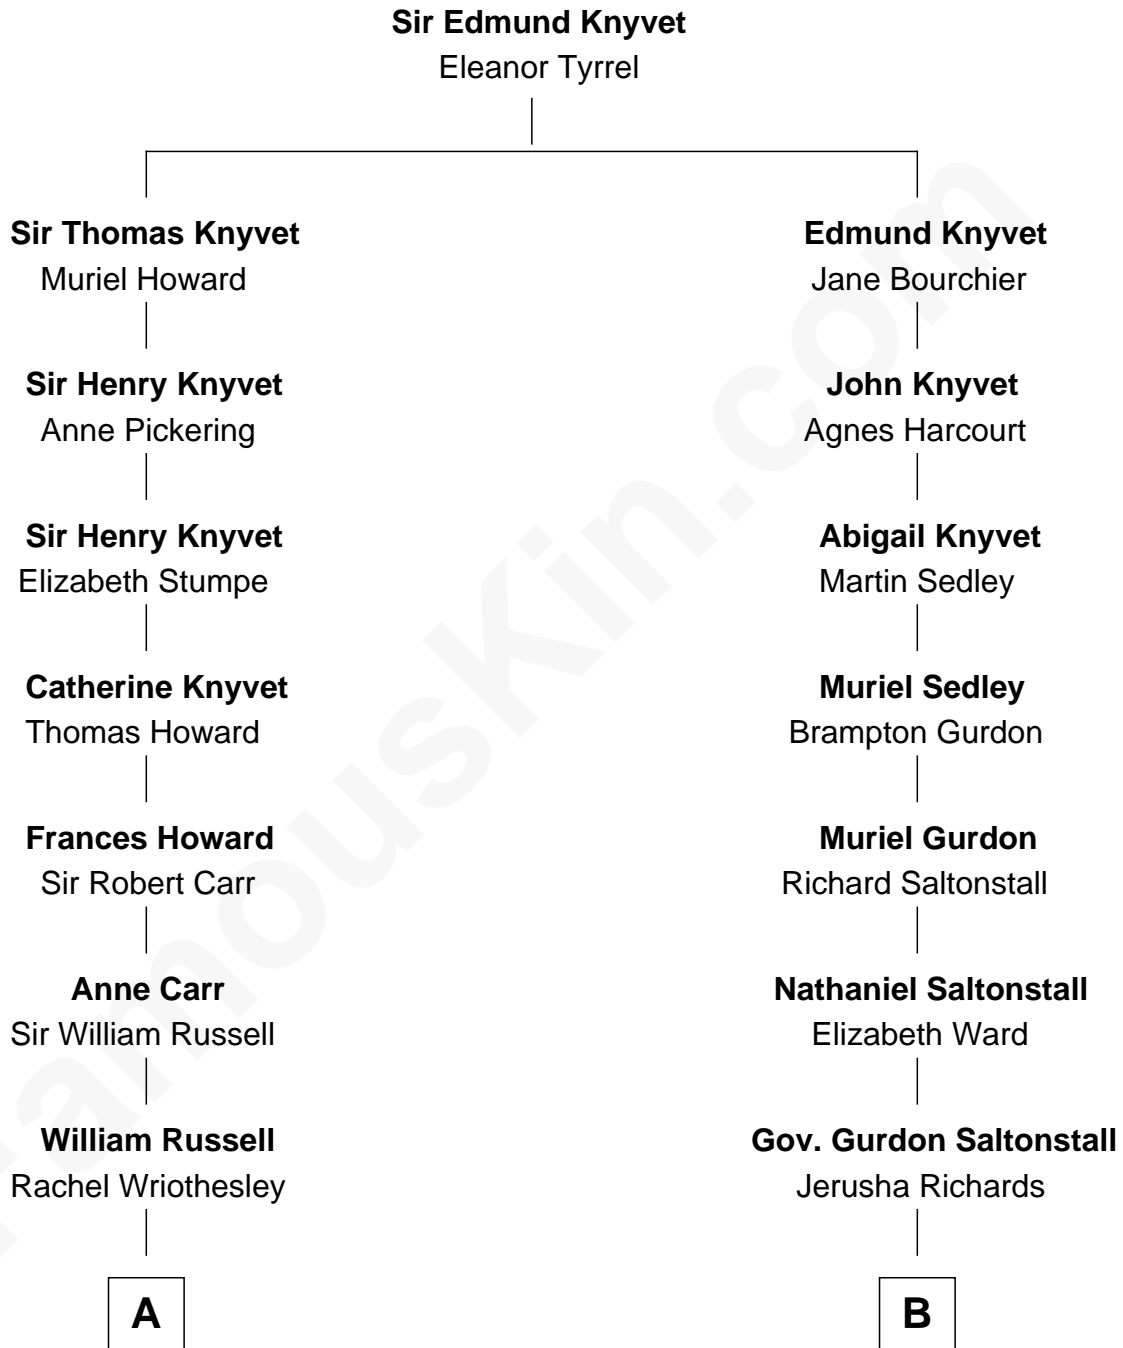 Sir Edmund Knyvet
Eleanor Tyrrel
Sir Thomas Knyvet
Muriel Howard
Sir Henry Knyvet
Anne Pickering
Sir Henry Knyvet
Elizabeth Stumpe
Catherine Knyvet
Thomas Howard
Frances Howard
Sir Robert Carr
Anne Carr
Sir William Russell
William Russell
Rachel Wriothesley
A
Edmund Knyvet
Jane Bourchier
John Knyvet
Agnes Harcourt
Abigail Knyvet
Martin Sedley
Muriel Sedley
Brampton Gurdon
Muriel Gurdon
Richard Saltonstall
Nathaniel Saltonstall
Elizabeth Ward
Gov. Gurdon Saltonstall
Jerusha Richards
B
FamousKin.com